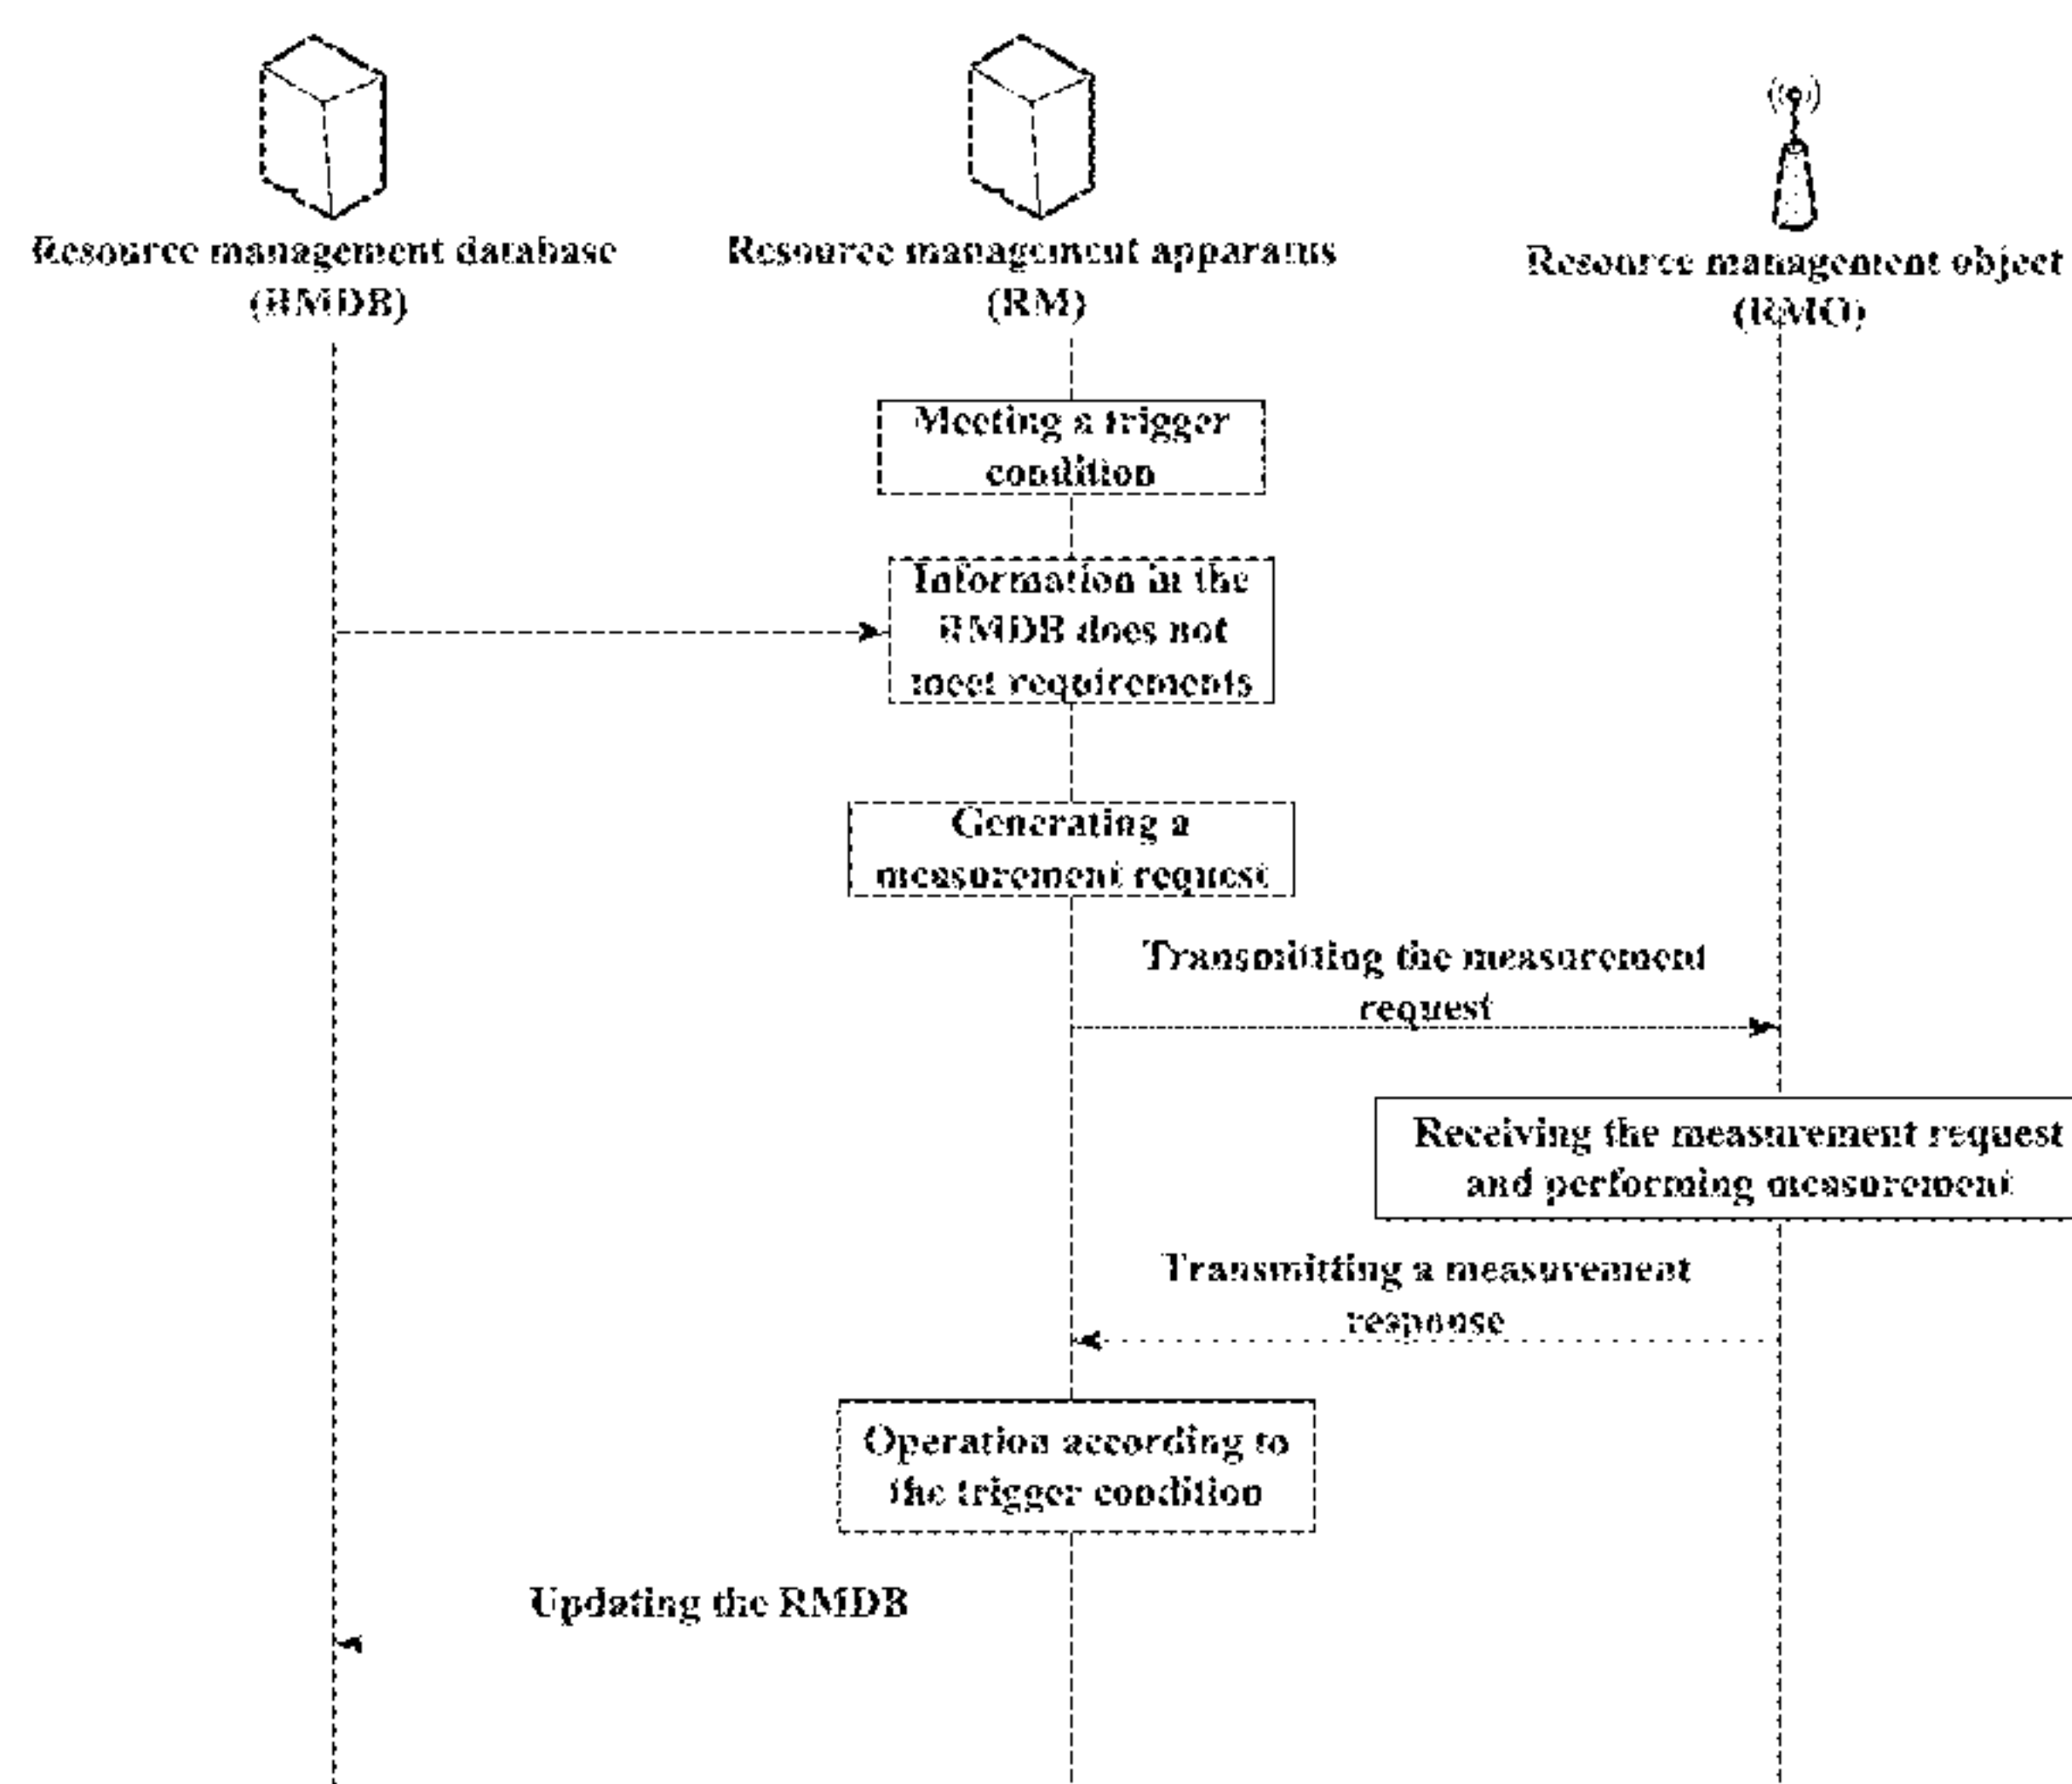 Resource management database
(RMDB)
Resource management apparatus
(RM)
Resource management object
(RMO)
Meeting a trigger
condition
Information in the
RMDB does not
meet requirements
Generating a
measurement request
Transmitting the measurement
request
Receiving the measurement request
and performing measurement
Transmitting a measurement
response
Operation according to
the trigger condition
Updating the RMDB